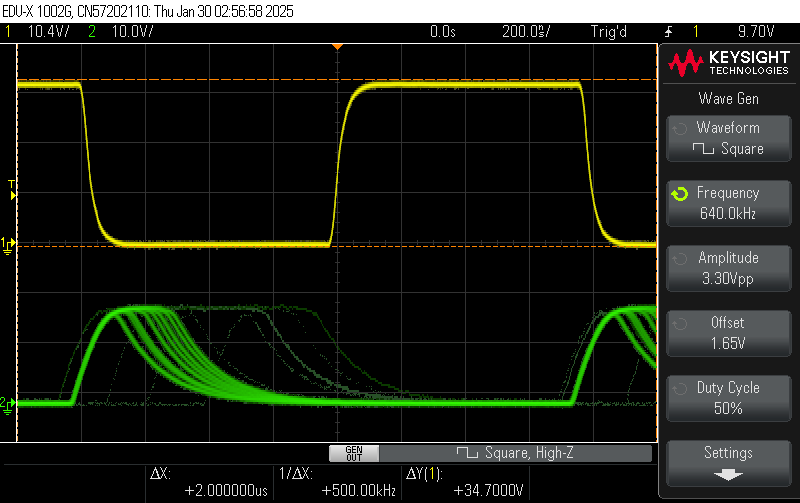 EDU-X 1002G, CN57202110: Thu Jan 30 02:56:58 2025
1 10.4V/ 2 10.0V/ 0.0s 200.0ns/ Trig'd 1 9.70V
KEYSIGHT
TECHNOLOGIES
Wave Gen
Waveform
Square
Frequency
640.0kHz
Amplitude
3.30Vpp
Offset
1.65V
Duty Cycle
50%
Settings
T
1
2
GEN
OUT
Square, High-Z
ΔX:
+2.000000us
1/ΔX:
+500.00kHz
ΔY(1):
+34.7000V